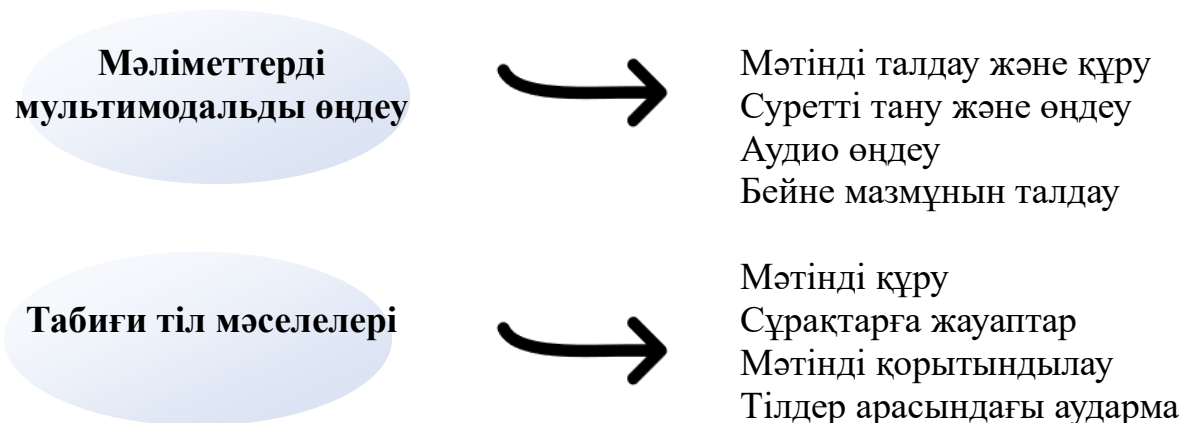 Мәліметтерді
мультимодальды өңдеу
Мәтінді талдау және құру
Суретті тану және өңдеу
Аудио өңдеу
Бейне мазмұнын талдау
Табиғи тіл мәселелері
Мәтінді құру
Сұрақтарға жауаптар
Мәтінді қорытындылау
Тілдер арасындағы аударма